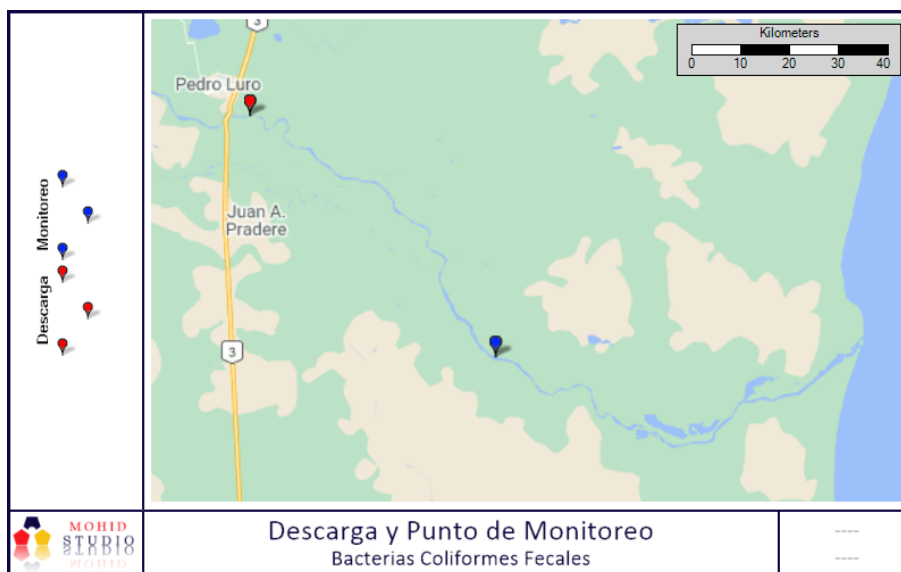 3
Kilometers
0 10 20 30 40
Pedro Luro
Juan A.
Pradere
3
Monitoreo
Descarga
MOHID
STUDIO
Descarga y Punto de Monitoreo
Bacterias Coliformes Fecales
----
----